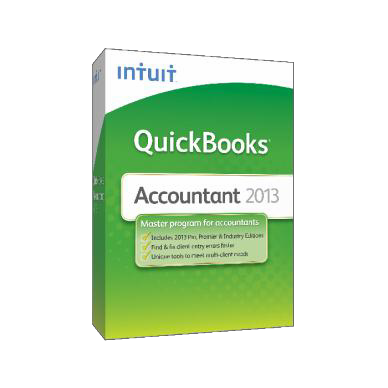 intuit
QuickBooks
Accountant 2013
Master program for accountants
Includes 2013 Pro, Premier & Industry Editions
Find & fix client entry errors faster
Unique tools to meet multi-client needs